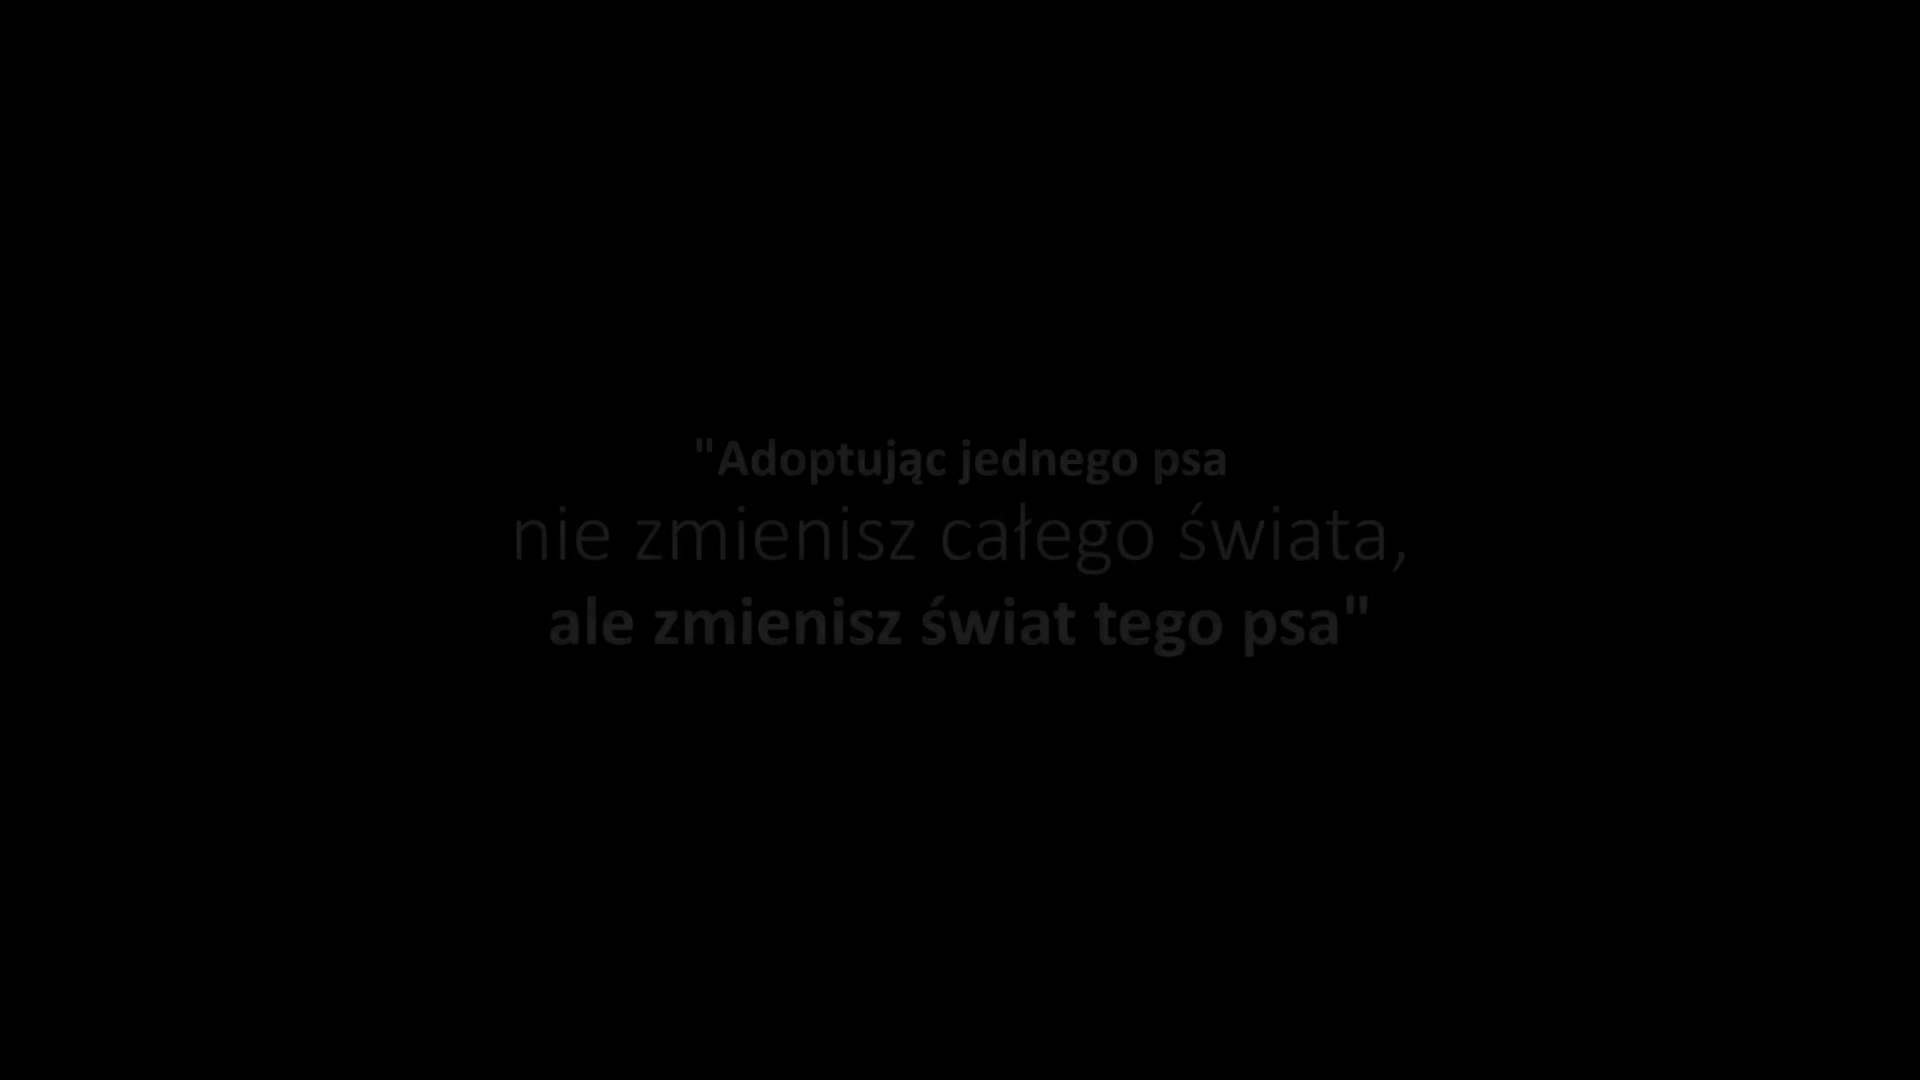 "Adoptując jednego psa
nie zmienisz całego świata,
ale zmienisz świat tego psa"